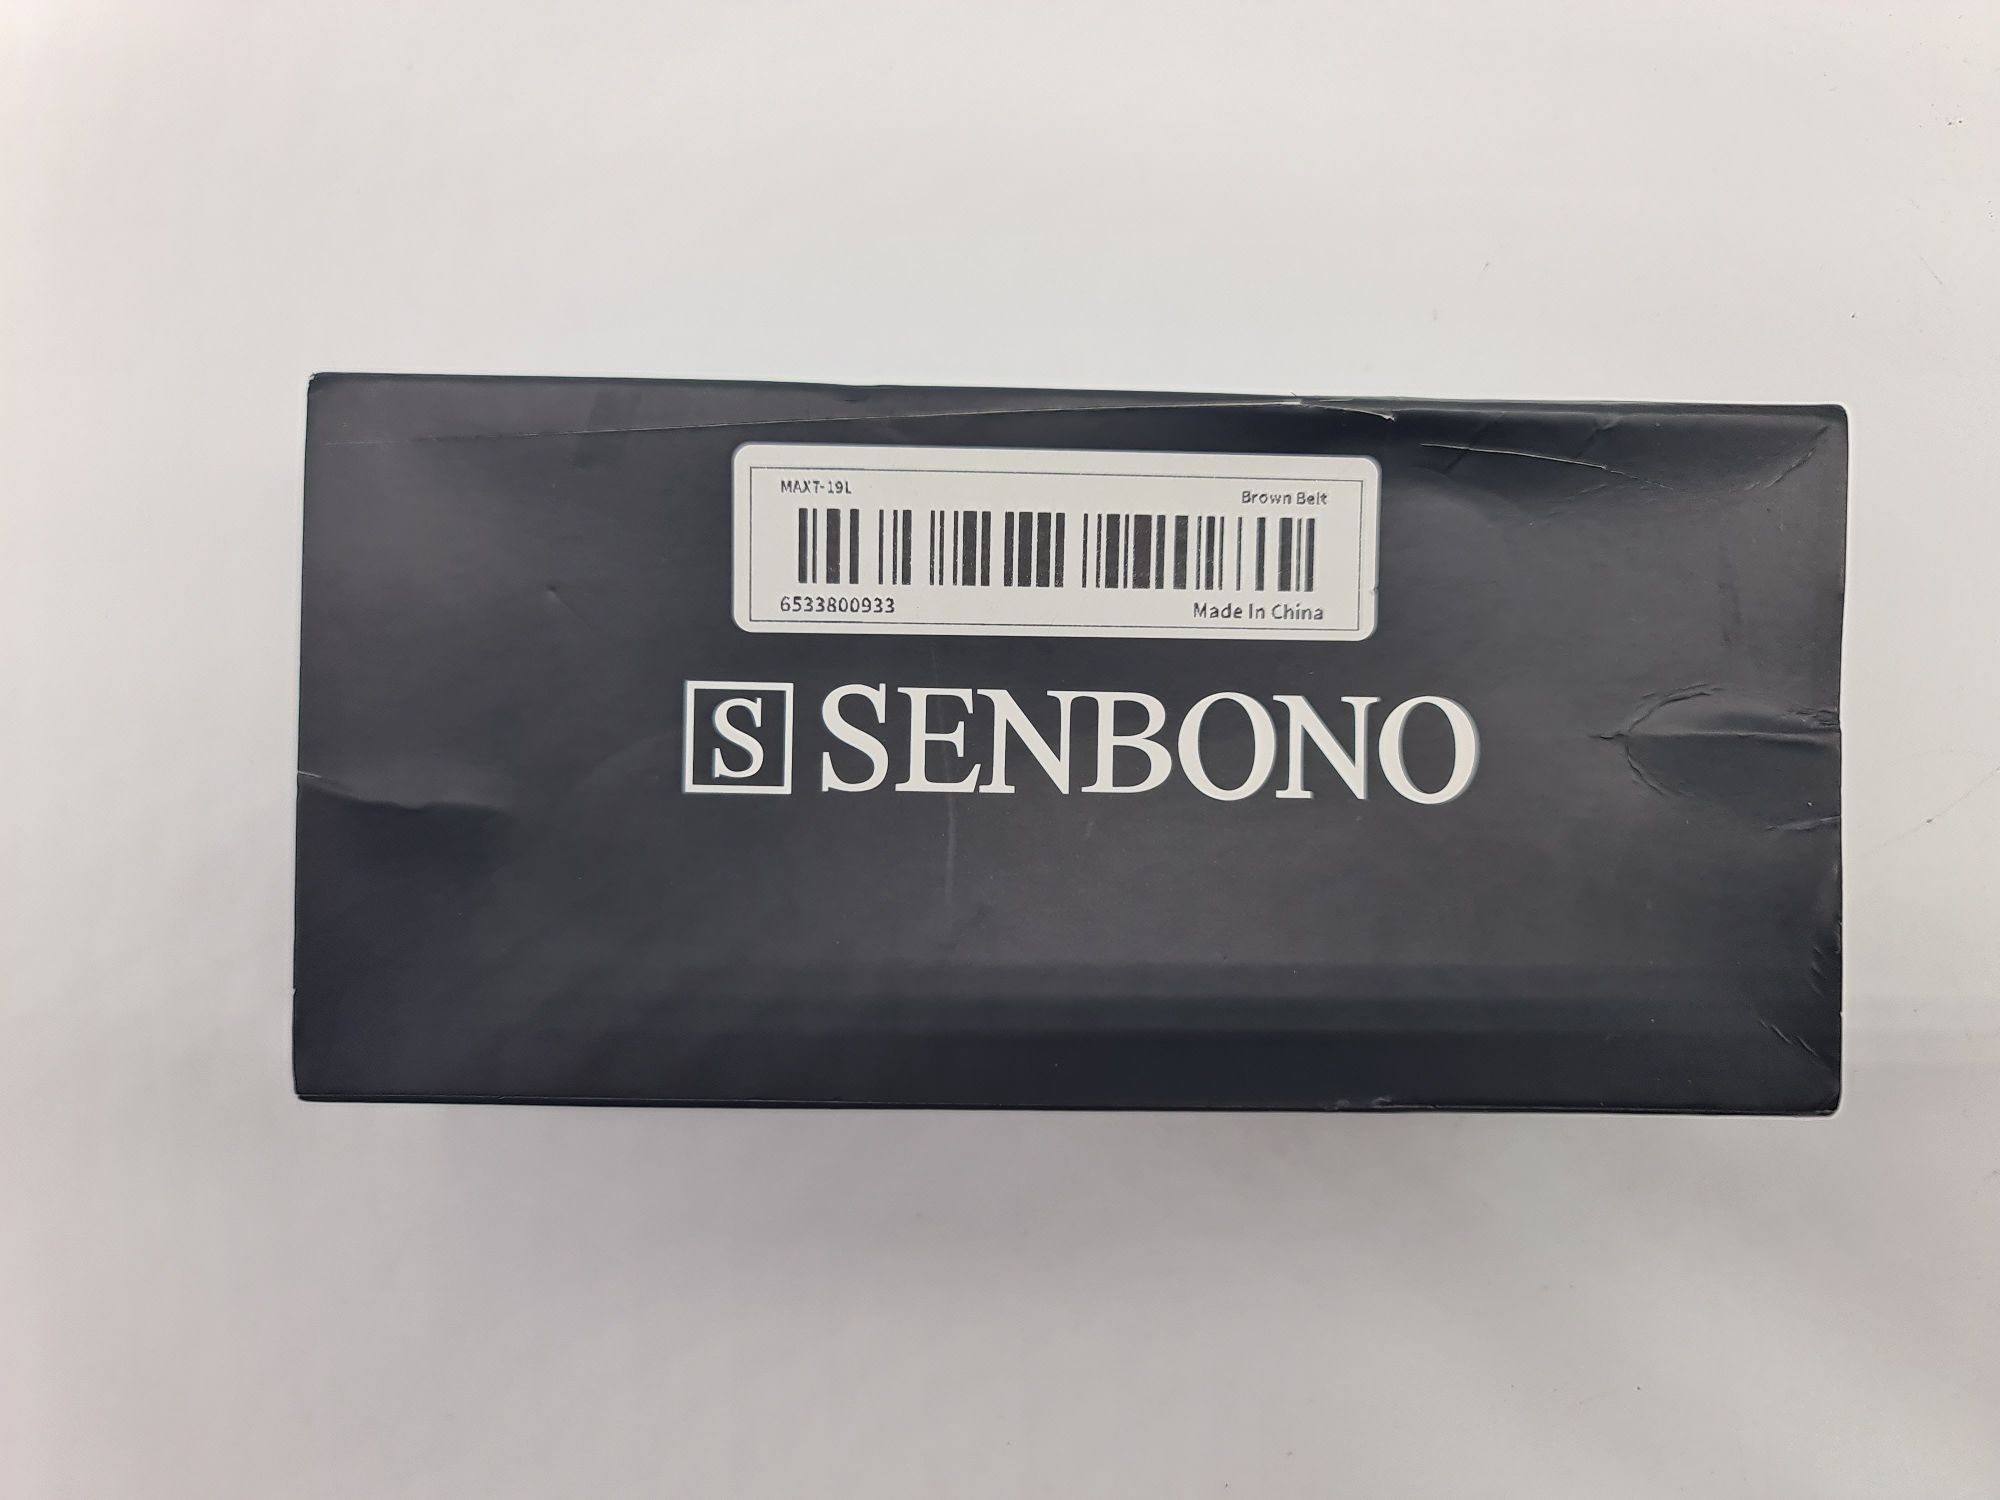 MAX7-19L
Brown Belt
6533800933
Made In China
S SENBONO